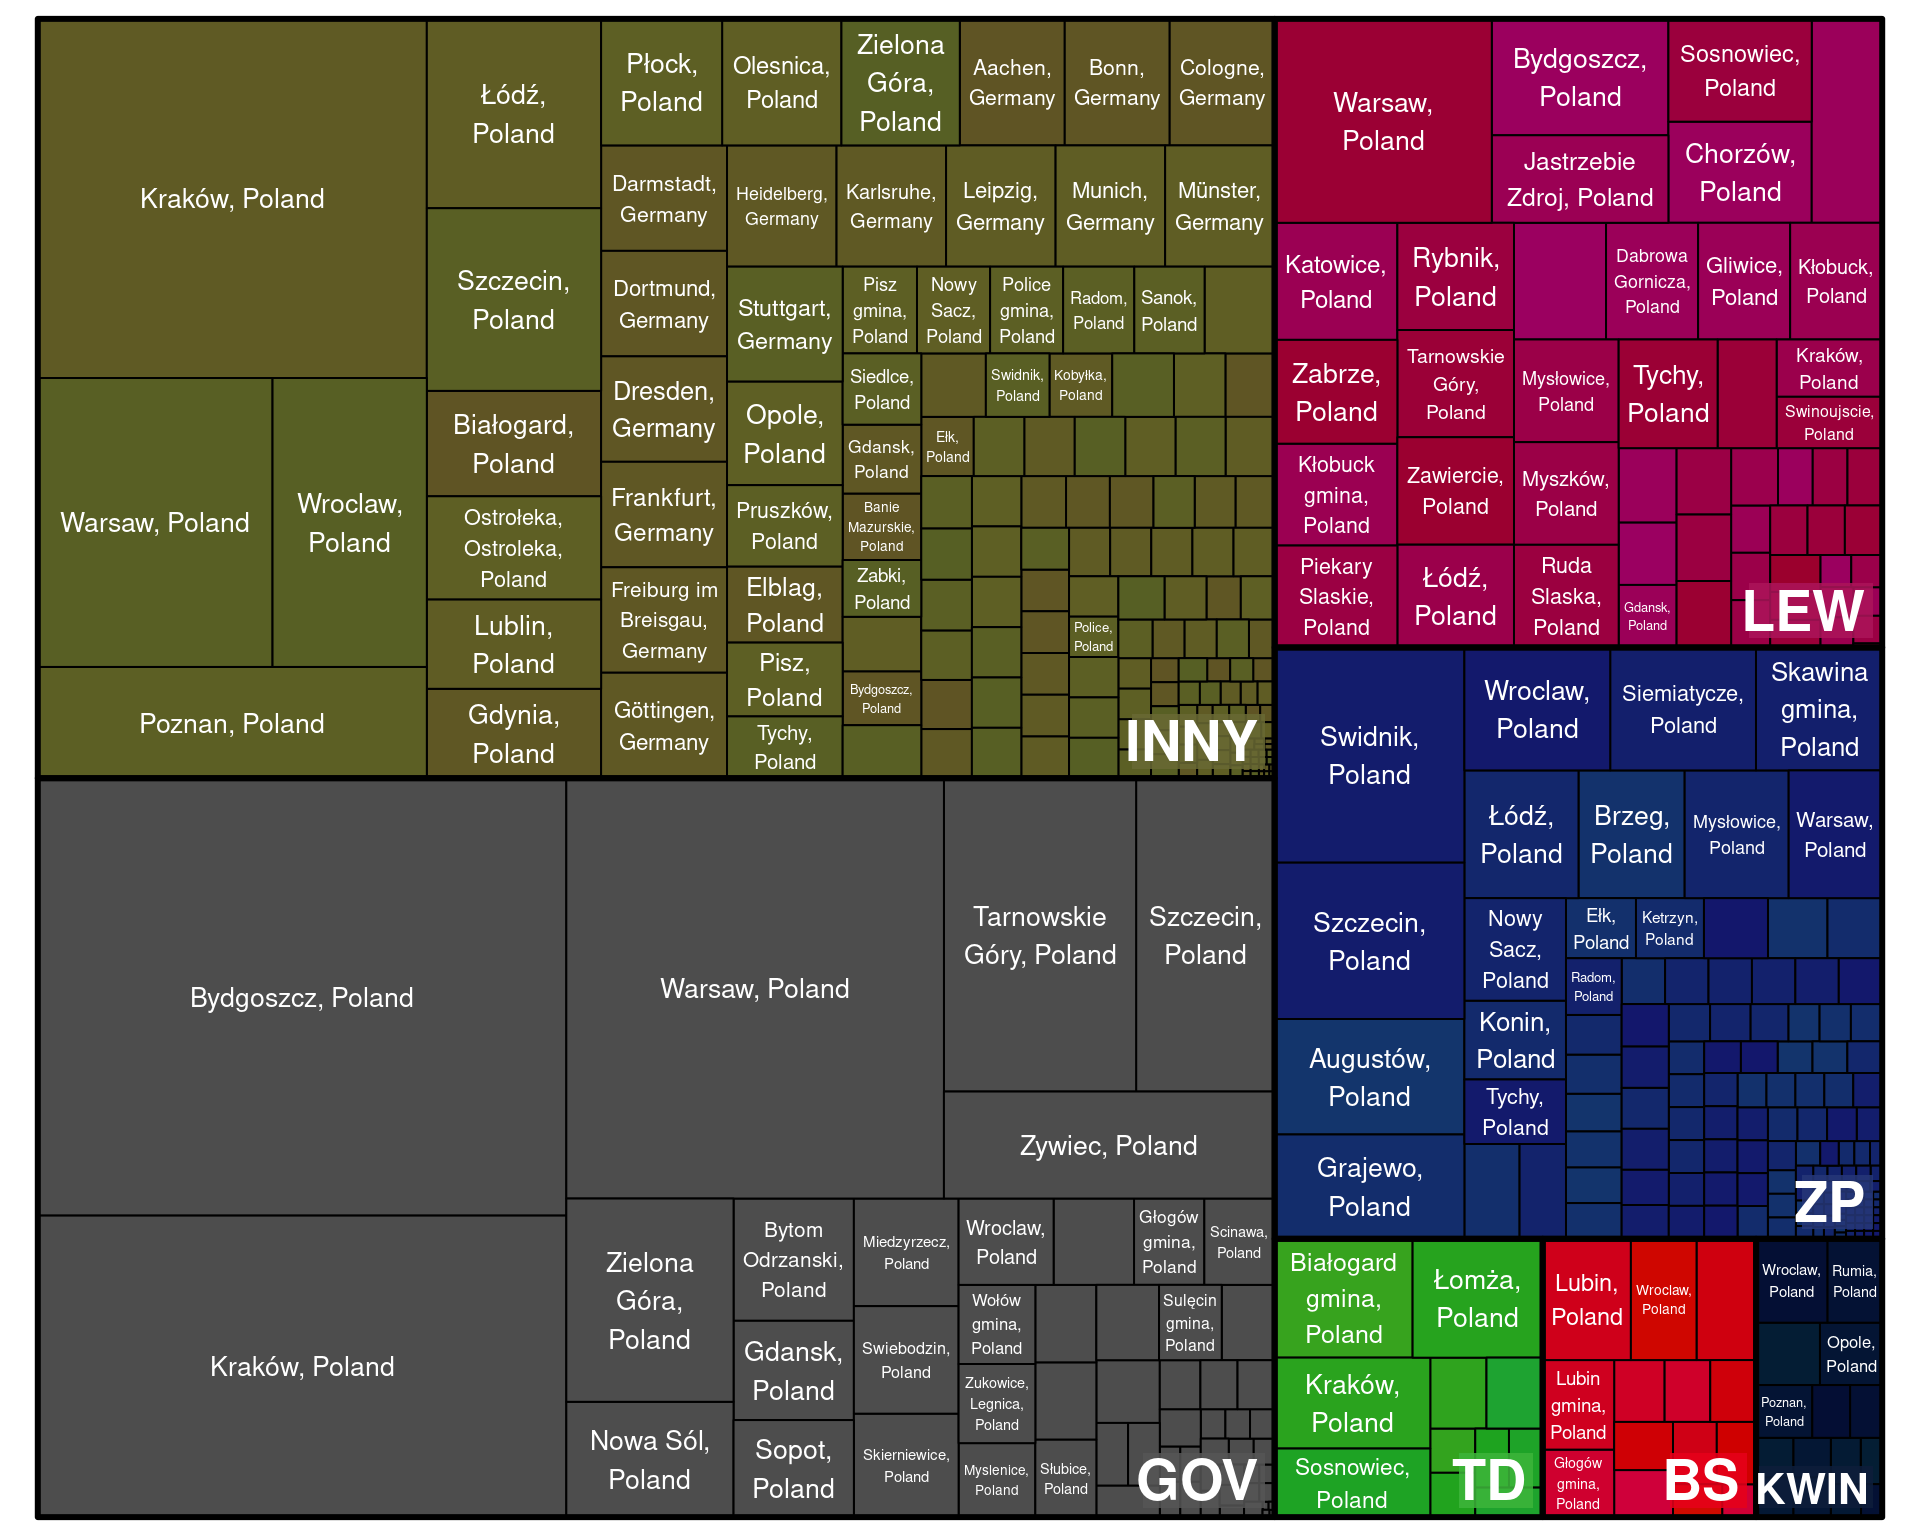 Kraków, Poland
Warsaw, Poland
Wroclaw,
Poland
Poznan, Poland
Łódź,
Poland
Szczecin,
Poland
Białogard,
Poland
Ostrołeka,
Ostroleka,
Poland
Lublin,
Poland
Gdynia,
Poland
Płock,
Poland
Olesnica,
Poland
Zielona
Góra,
Poland
Aachen,
Germany
Bonn,
Germany
Cologne,
Germany
Darmstadt,
Germany
Heidelberg,
Germany
Karlsruhe,
Germany
Leipzig,
Germany
Munich,
Germany
Münster,
Germany
Dortmund,
Germany
Dresden,
Germany
Frankfurt,
Germany
Freiburg im
Breisgau,
Germany
Göttingen,
Germany
Stuttgart,
Germany
Opole,
Poland
Pruszków,
Poland
Elblag,
Poland
Pisz,
Poland
Tychy,
Poland
Pisz
gmina,
Poland
Nowy
Sacz,
Poland
Police
gmina,
Poland
Radom,
Poland
Sanok,
Poland
Siedlce,
Poland
Swidnik,
Poland
Kobyłka,
Poland
Gdansk,
Poland
Ełk,
Poland
Banie
Mazurskie,
Poland
Zabki,
Poland
Bydgoszcz,
Poland
Police,
Poland
INNY
Warsaw,
Poland
Bydgoszcz,
Poland
Sosnowiec,
Poland
Jastrzebie
Zdroj, Poland
Chorzów,
Poland
Katowice,
Poland
Rybnik,
Poland
Dabrowa
Gornicza,
Poland
Gliwice,
Poland
Kłobuck,
Poland
Zabrze,
Poland
Tarnowskie
Góry,
Poland
Mysłowice,
Poland
Tychy,
Poland
Kraków,
Poland
Swinoujscie,
Poland
Kłobuck
gmina,
Poland
Zawiercie,
Poland
Myszków,
Poland
Piekary
Slaskie,
Poland
Łódź,
Poland
Ruda
Slaska,
Poland
Gdansk,
Poland
LEW
Bydgoszcz, Poland
Kraków, Poland
Warsaw, Poland
Tarnowskie
Góry, Poland
Szczecin,
Poland
Zywiec, Poland
Zielona
Góra,
Poland
Nowa Sól,
Poland
Bytom
Odrzanski,
Poland
Gdansk,
Poland
Sopot,
Poland
Miedzyrzecz,
Poland
Swiebodzin,
Poland
Skierniewice,
Poland
Wroclaw,
Poland
Głogów
gmina,
Poland
Scinawa,
Poland
Wołów
gmina,
Poland
Sulęcin
gmina,
Poland
Zukowice,
Legnica,
Poland
Myslenice,
Poland
Słubice,
Poland
GOV
Swidnik,
Poland
Szczecin,
Poland
Augustów,
Poland
Grajewo,
Poland
Wroclaw,
Poland
Siemiatycze,
Poland
Skawina
gmina,
Poland
Łódź,
Poland
Brzeg,
Poland
Mysłowice,
Poland
Warsaw,
Poland
Nowy
Sacz,
Poland
Ełk,
Poland
Ketrzyn,
Poland
Radom,
Poland
Konin,
Poland
Tychy,
Poland
ZP
Białogard
gmina,
Poland
Łomża,
Poland
Kraków,
Poland
Sosnowiec,
Poland
TD
Lubin,
Poland
Wroclaw,
Poland
Lubin
gmina,
Poland
Głogów
gmina,
Poland
BS
Wroclaw,
Poland
Rumia,
Poland
Opole,
Poland
Poznan,
Poland
KWIN